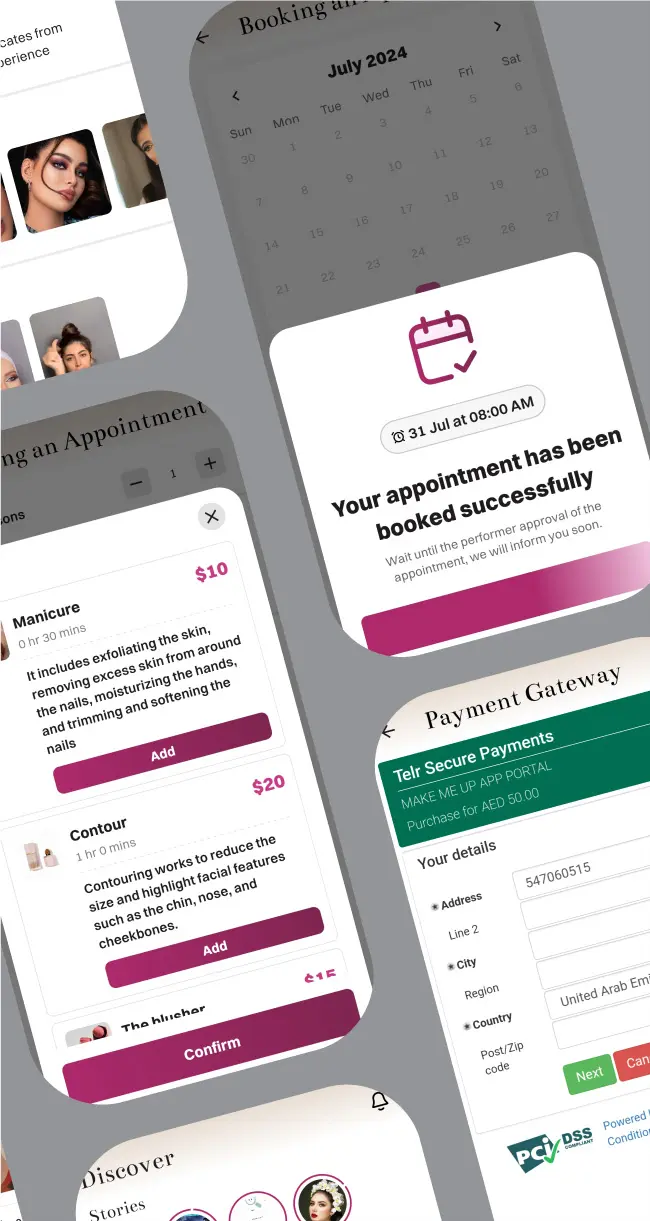 cates from
perience
Booking an
July 2024
Sun Mon Tue Wed Thu Fri Sat
30 1 2 3 4 5 6
7 8 9 10 11 12 13
14 15 16 17 18 19 20
21 22 23 24 25 26 27
31 Jul at 08:00 AM
Your appointment has been
booked successfully
Wait until the performer approval of the
appointment, we will inform you soon.
ng an Appointment
1
sons
$10
Manicure
0 hr 30 mins
It includes exfoliating the skin,
removing excess skin from around
the nails, moisturizing the hands,
and trimming and softening the
nails
Add
$20
Contour
1 hr 0 mins
Contouring works to reduce the
size and highlight facial features
such as the chin, nose, and
cheekbones.
Add
$15
The blusher
Confirm
Payment Gateway
Telr Secure Payments
MAKE ME UP APP PORTAL
Purchase for AED 50.00
Your details
Address
547060515
Line 2
City
Region
Country
United Arab Emi
Post/Zip
code
Next
Can
PCI DSS
COMPLIANT
Powered
Condition
Discover
Stories